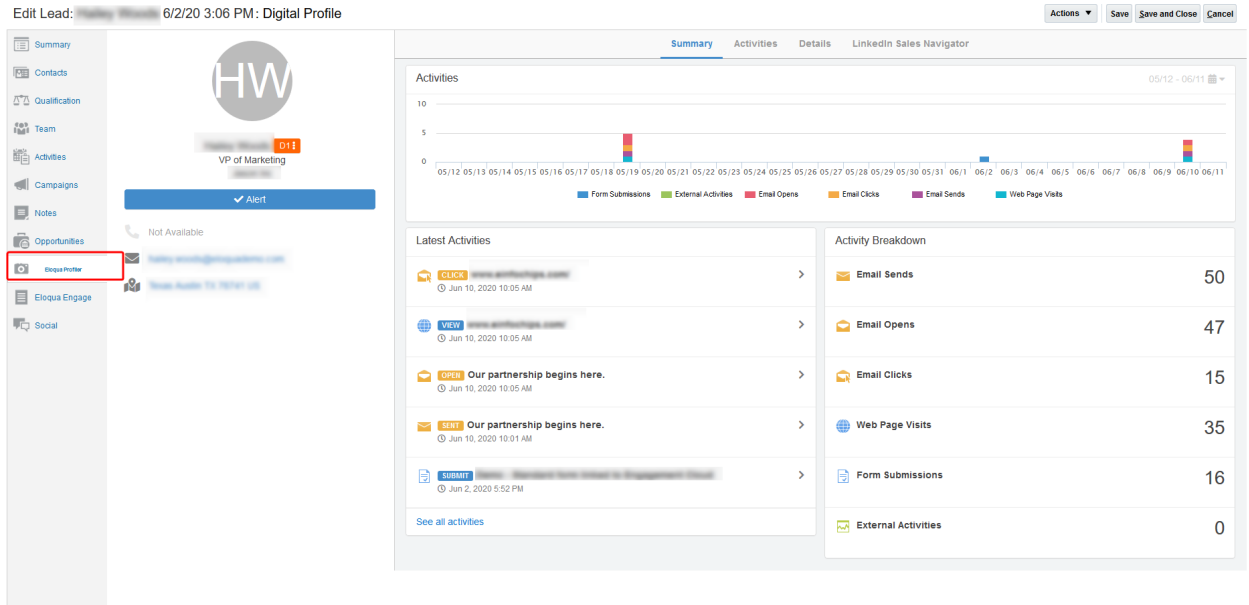 Edit Lead: 6/2/20 3:06 PM: Digital Profile
Actions Save Save and Close Cancel
Summary
Contacts
Qualification
Team
Activities
Campaigns
Notes
Opportunities
Eloqua Profiler
Eloqua Engage
Social
HW
D1
VP of Marketing
Alert
Not Available
Summary Activities Details LinkedIn Sales Navigator
Activities 05/12 - 06/11
10
5
0
05/12 05/13 05/14 05/15 05/16 05/17 05/18 05/19 05/20 05/21 05/22 05/23 05/24 05/25 05/26 05/27 05/28 05/29 05/30 05/31 06/1 06/2 06/3 06/4 06/5 06/6 06/7 06/8 06/9 06/10 06/11
Form Submissions External Activities Email Opens Email Clicks Email Sends Web Page Visits
Latest Activities
CLICK
Jun 10, 2020 10:05 AM
VIEW
Jun 10, 2020 10:05 AM
OPEN Our partnership begins here.
Jun 10, 2020 10:05 AM
SENT Our partnership begins here.
Jun 10, 2020 10:01 AM
SUBMIT
Jun 2, 2020 5:52 PM
See all activities
Activity Breakdown
Email Sends 50
Email Opens 47
Email Clicks 15
Web Page Visits 35
Form Submissions 16
External Activities 0